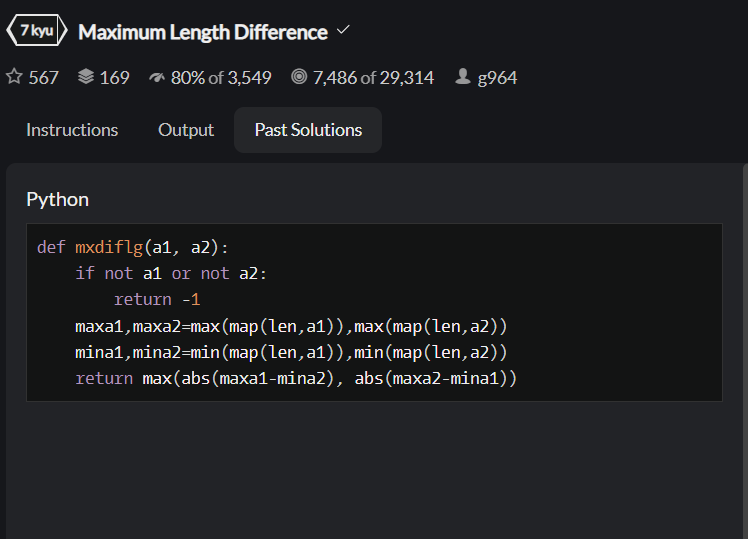 7 kyu Maximum Length Difference
567 169 80% of 3,549 7,486 of 29,314 g964
Instructions Output Past Solutions
Python
def mxdiflg(a1, a2):
    if not a1 or not a2:
        return -1
    maxa1,maxa2=max(map(len,a1)),max(map(len,a2))
    mina1,mina2=min(map(len,a1)),min(map(len,a2))
    return max(abs(maxa1-mina2), abs(maxa2-mina1))